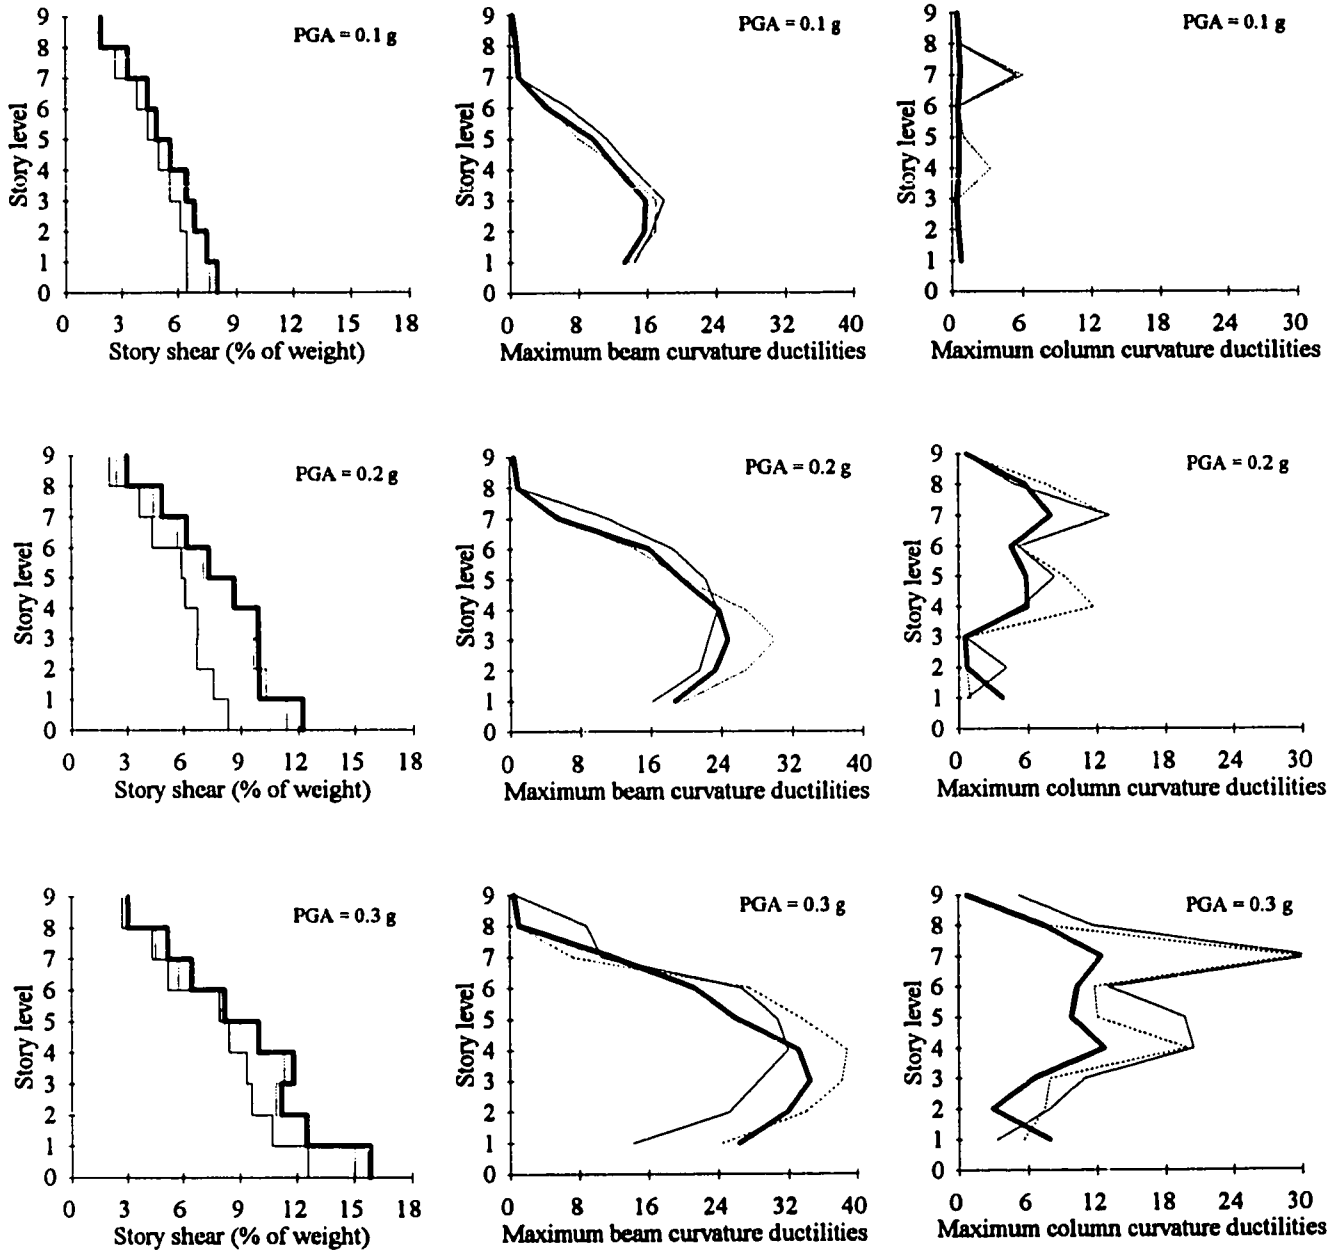 PGA = 0.1 g
9
8
7
6
5
4
3
2
1
0
Story level
0 3 6 9 12 15 18
Story shear (% of weight)
PGA = 0.1 g
9
8
7
6
5
4
3
2
1
0
Story level
0 8 16 24 32 40
Maximum beam curvature ductilities
PGA = 0.1 g
9
8
7
6
5
4
3
2
1
0
Story level
0 6 12 18 24 30
Maximum column curvature ductilities
PGA = 0.2 g
9
8
7
6
5
4
3
2
1
0
Story level
0 3 6 9 12 15 18
Story shear (% of weight)
PGA = 0.2 g
9
8
7
6
5
4
3
2
1
0
Story level
0 8 16 24 32 40
Maximum beam curvature ductilities
PGA = 0.2 g
9
8
7
6
5
4
3
2
1
0
Story level
0 6 12 18 24 30
Maximum column curvature ductilities
PGA = 0.3 g
9
8
7
6
5
4
3
2
1
0
Story level
0 3 6 9 12 15 18
Story shear (% of weight)
PGA = 0.3 g
9
8
7
6
5
4
3
2
1
0
Story level
0 8 16 24 32 40
Maximum beam curvature ductilities
PGA = 0.3 g
9
8
7
6
5
4
3
2
1
0
Story level
0 6 12 18 24 30
Maximum column curvature ductilities